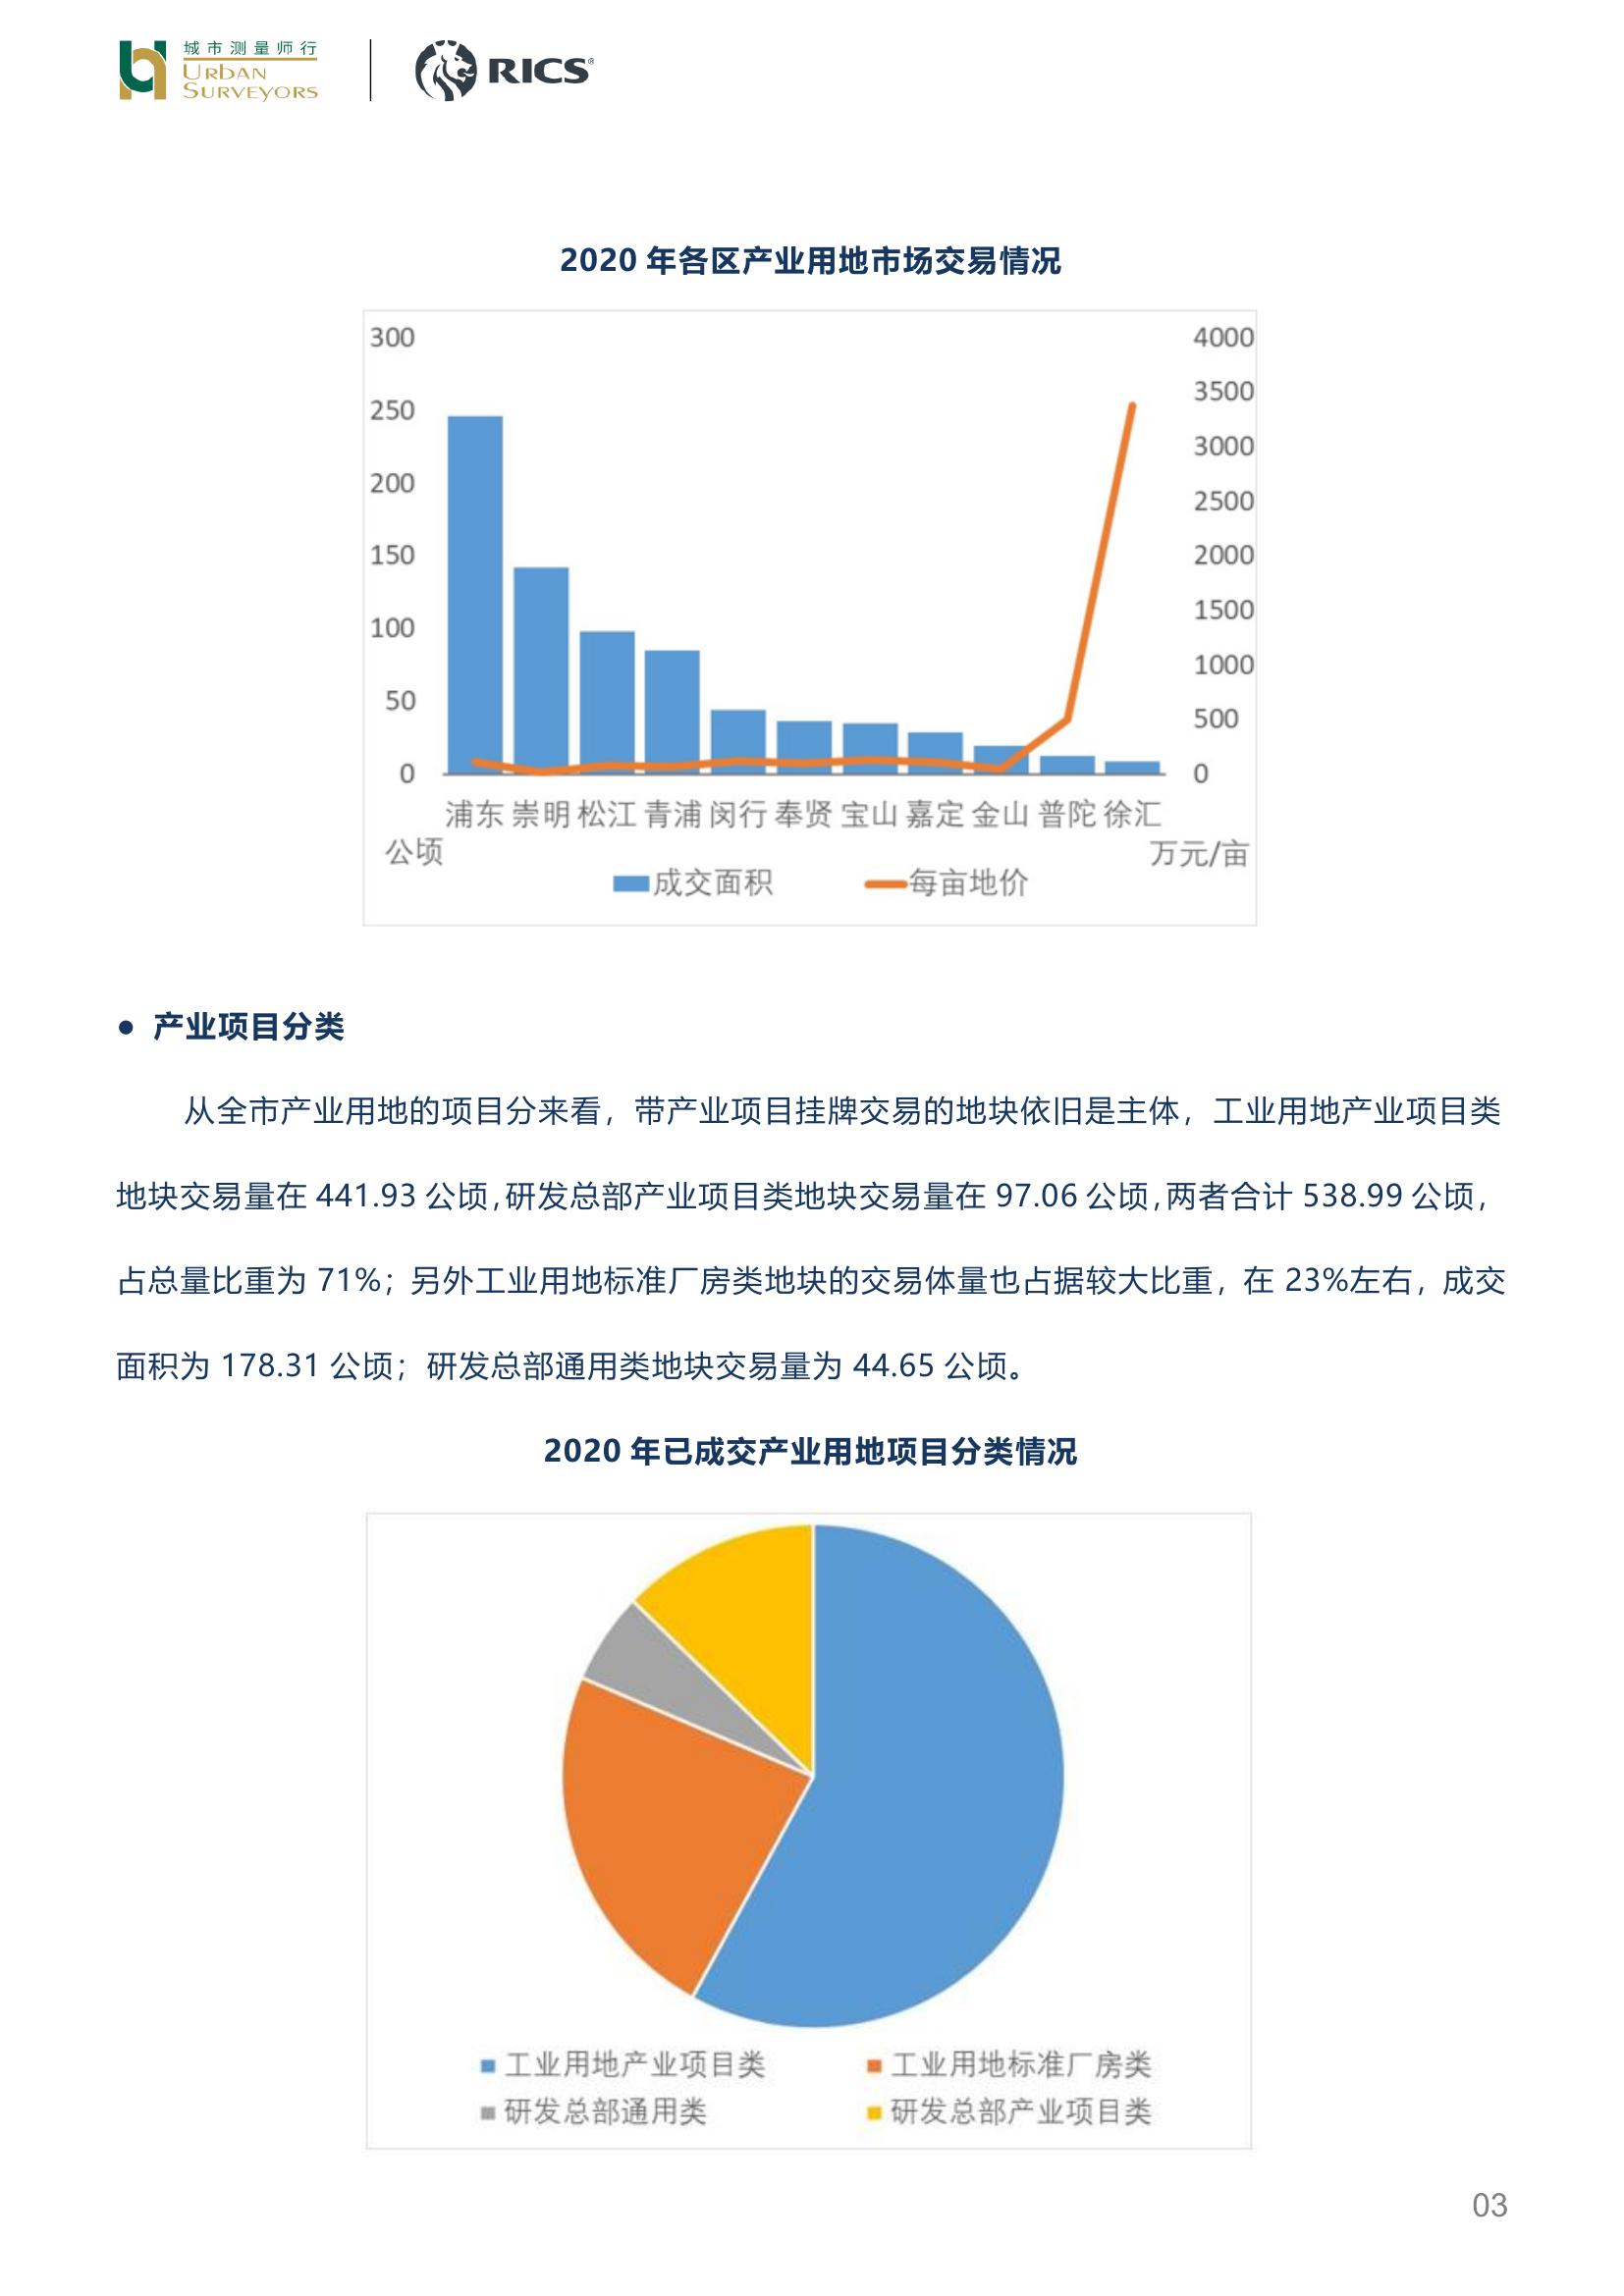 城市测量师行
URBAN
SURVEYORS
RICS®
2020 年各区产业用地市场交易情况
300
250
200
150
100
50
0
4000
3500
3000
2500
2000
1500
1000
500
0
浦东 崇明 松江 青浦 闵行 奉贤 宝山 嘉定 金山 普陀 徐汇
公顷
万元/亩
成交面积 每亩地价
● 产业项目分类
从全市产业用地的项目分来看，带产业项目挂牌交易的地块依旧是主体，工业用地产业项目类
地块交易量在 441.93 公顷，研发总部产业项目类地块交易量在 97.06 公顷，两者合计 538.99 公顷，
占总量比重为 71%；另外工业用地标准厂房类地块的交易体量也占据较大比重，在 23%左右，成交
面积为 178.31 公顷；研发总部通用类地块交易量为 44.65 公顷。
2020 年已成交产业用地项目分类情况
工业用地产业项目类 工业用地标准厂房类
研发总部通用类 研发总部产业项目类
03